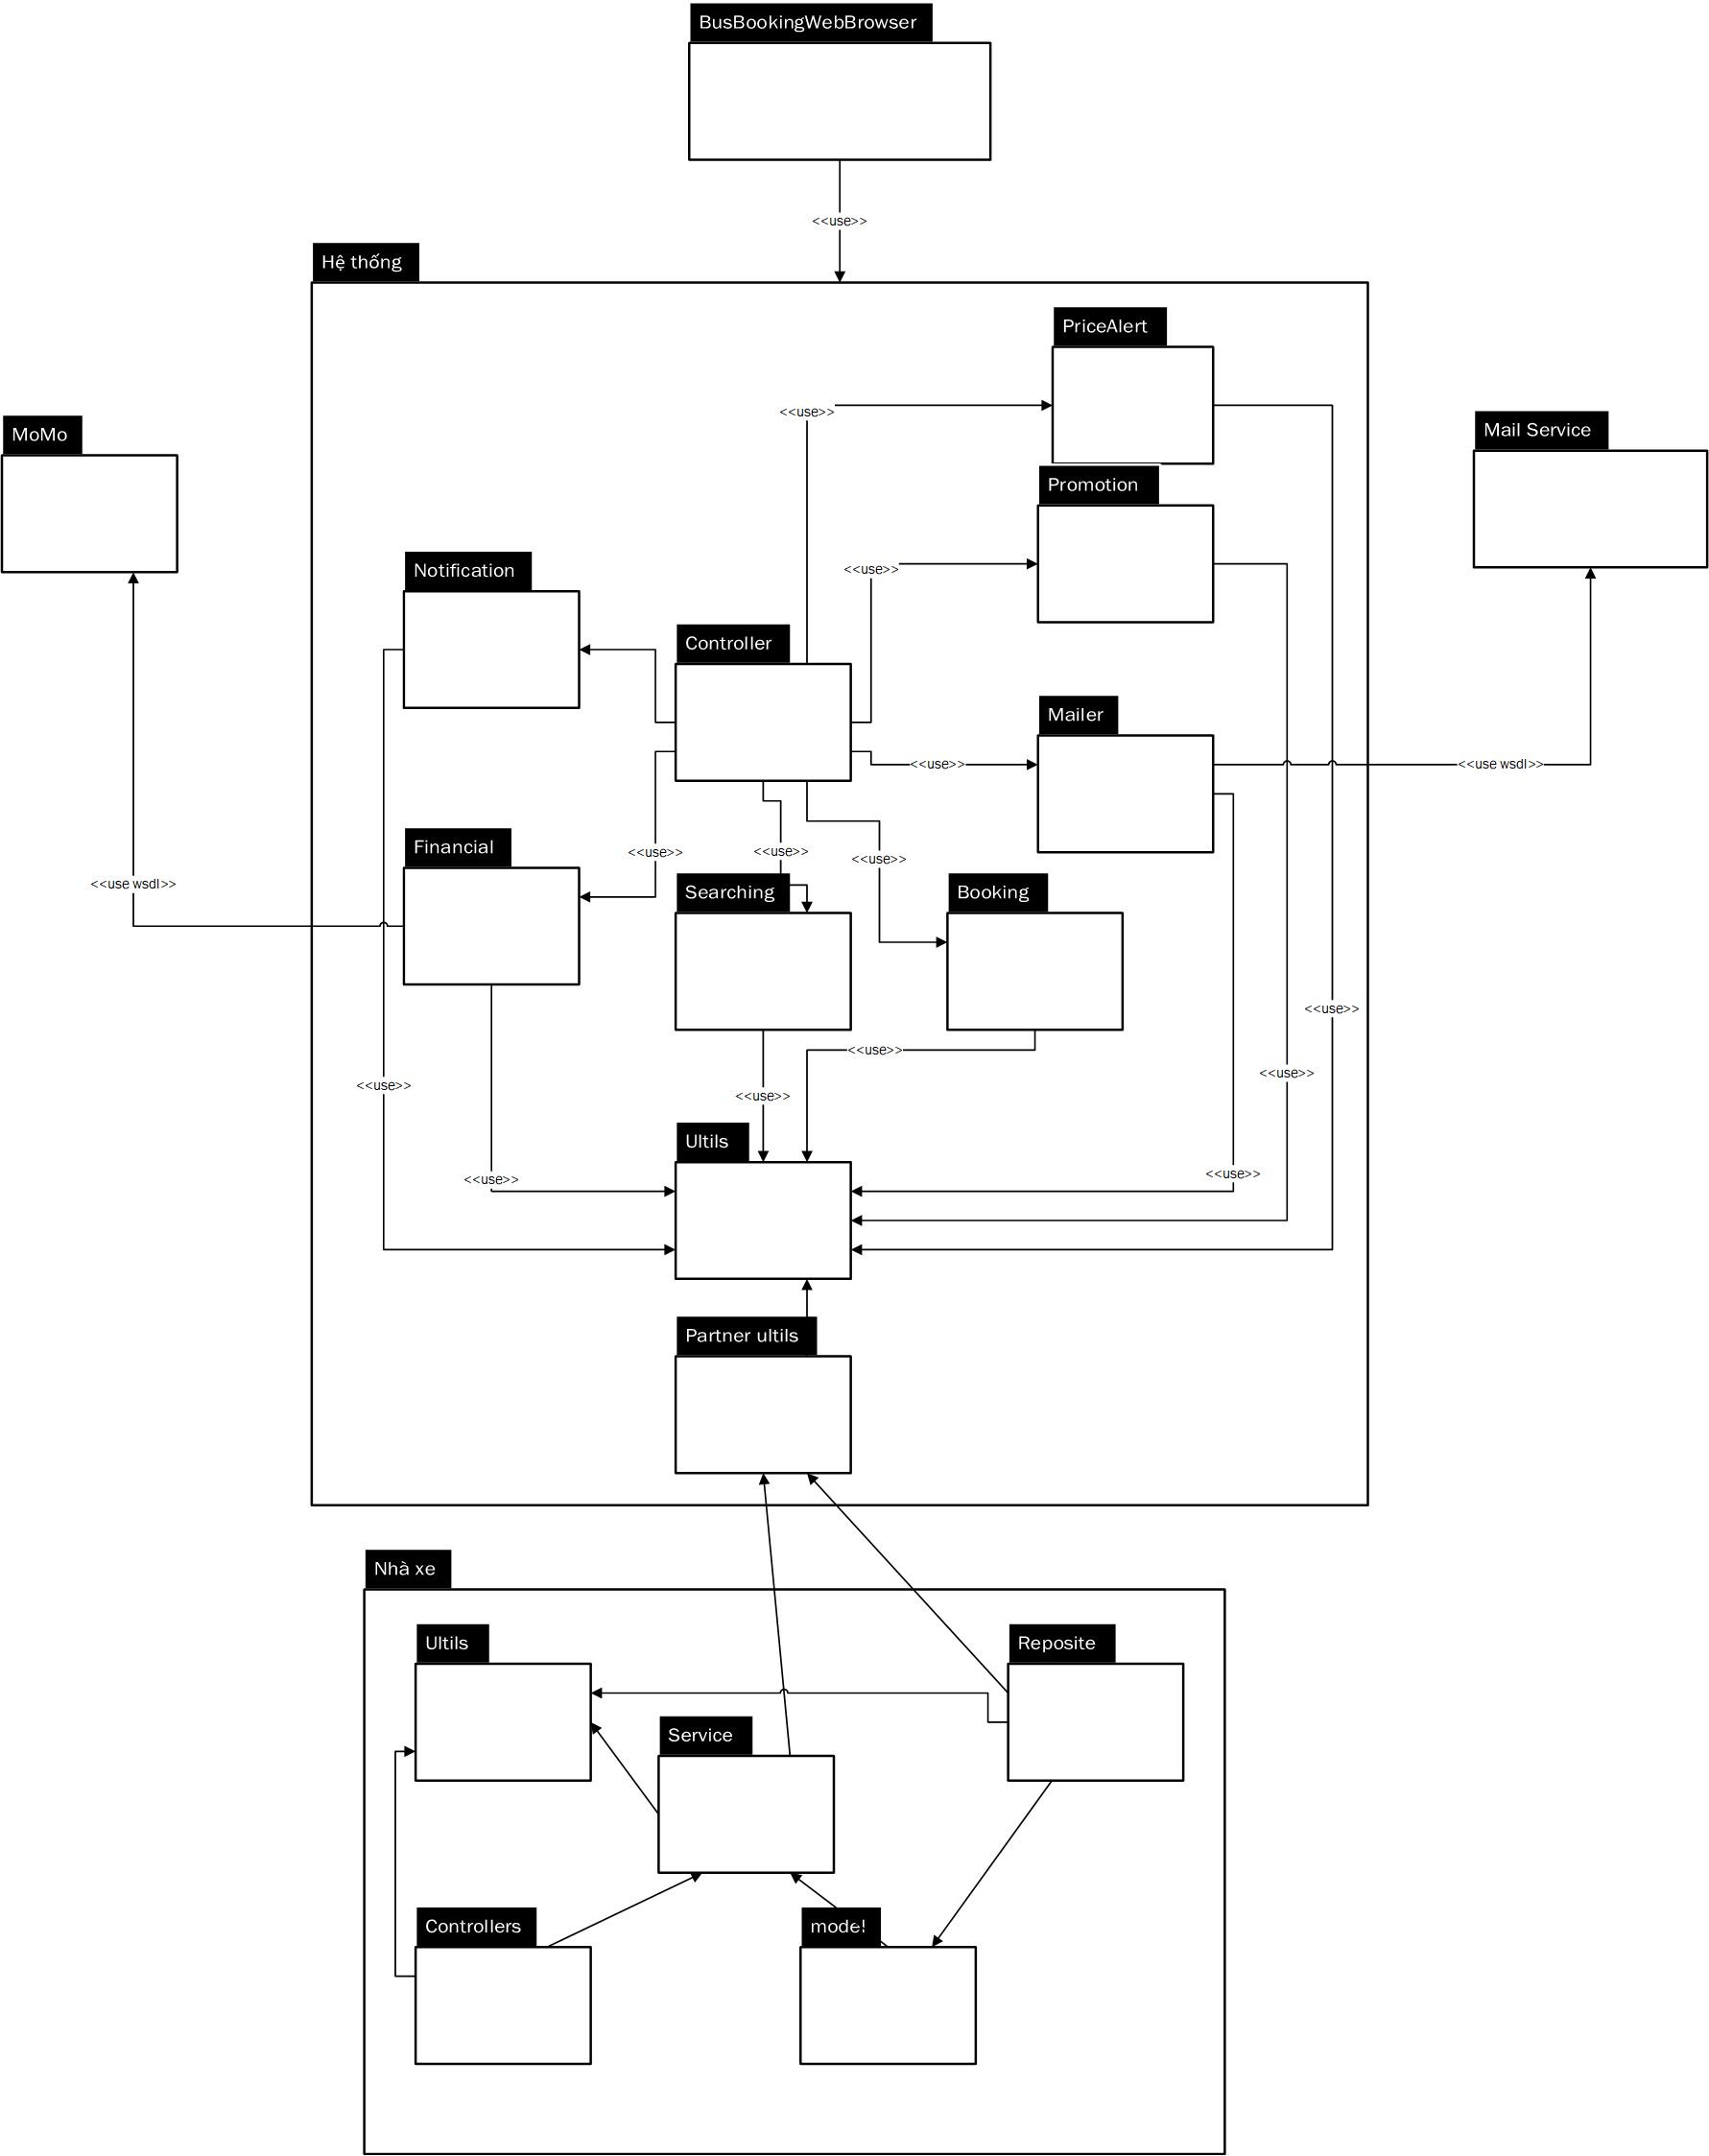 BusBookingWebBrowser
<<use>>
Hệ thống
PriceAlert
<<use>>
MoMo
Mail Service
Promotion
<<use>>
Notification
Controller
Mailer
<<use>>
<<use wsdl>>
Financial
<<use>>
<<use>>
<<use>>
<<use wsdl>>
Searching
Booking
<<use>>
<<use>>
<<use>>
<<use>>
<<use>>
Ultils
<<use>>
<<use>>
Partner ultils
Nhà xe
Ultils
Reposite
Service
Controllers
mode!